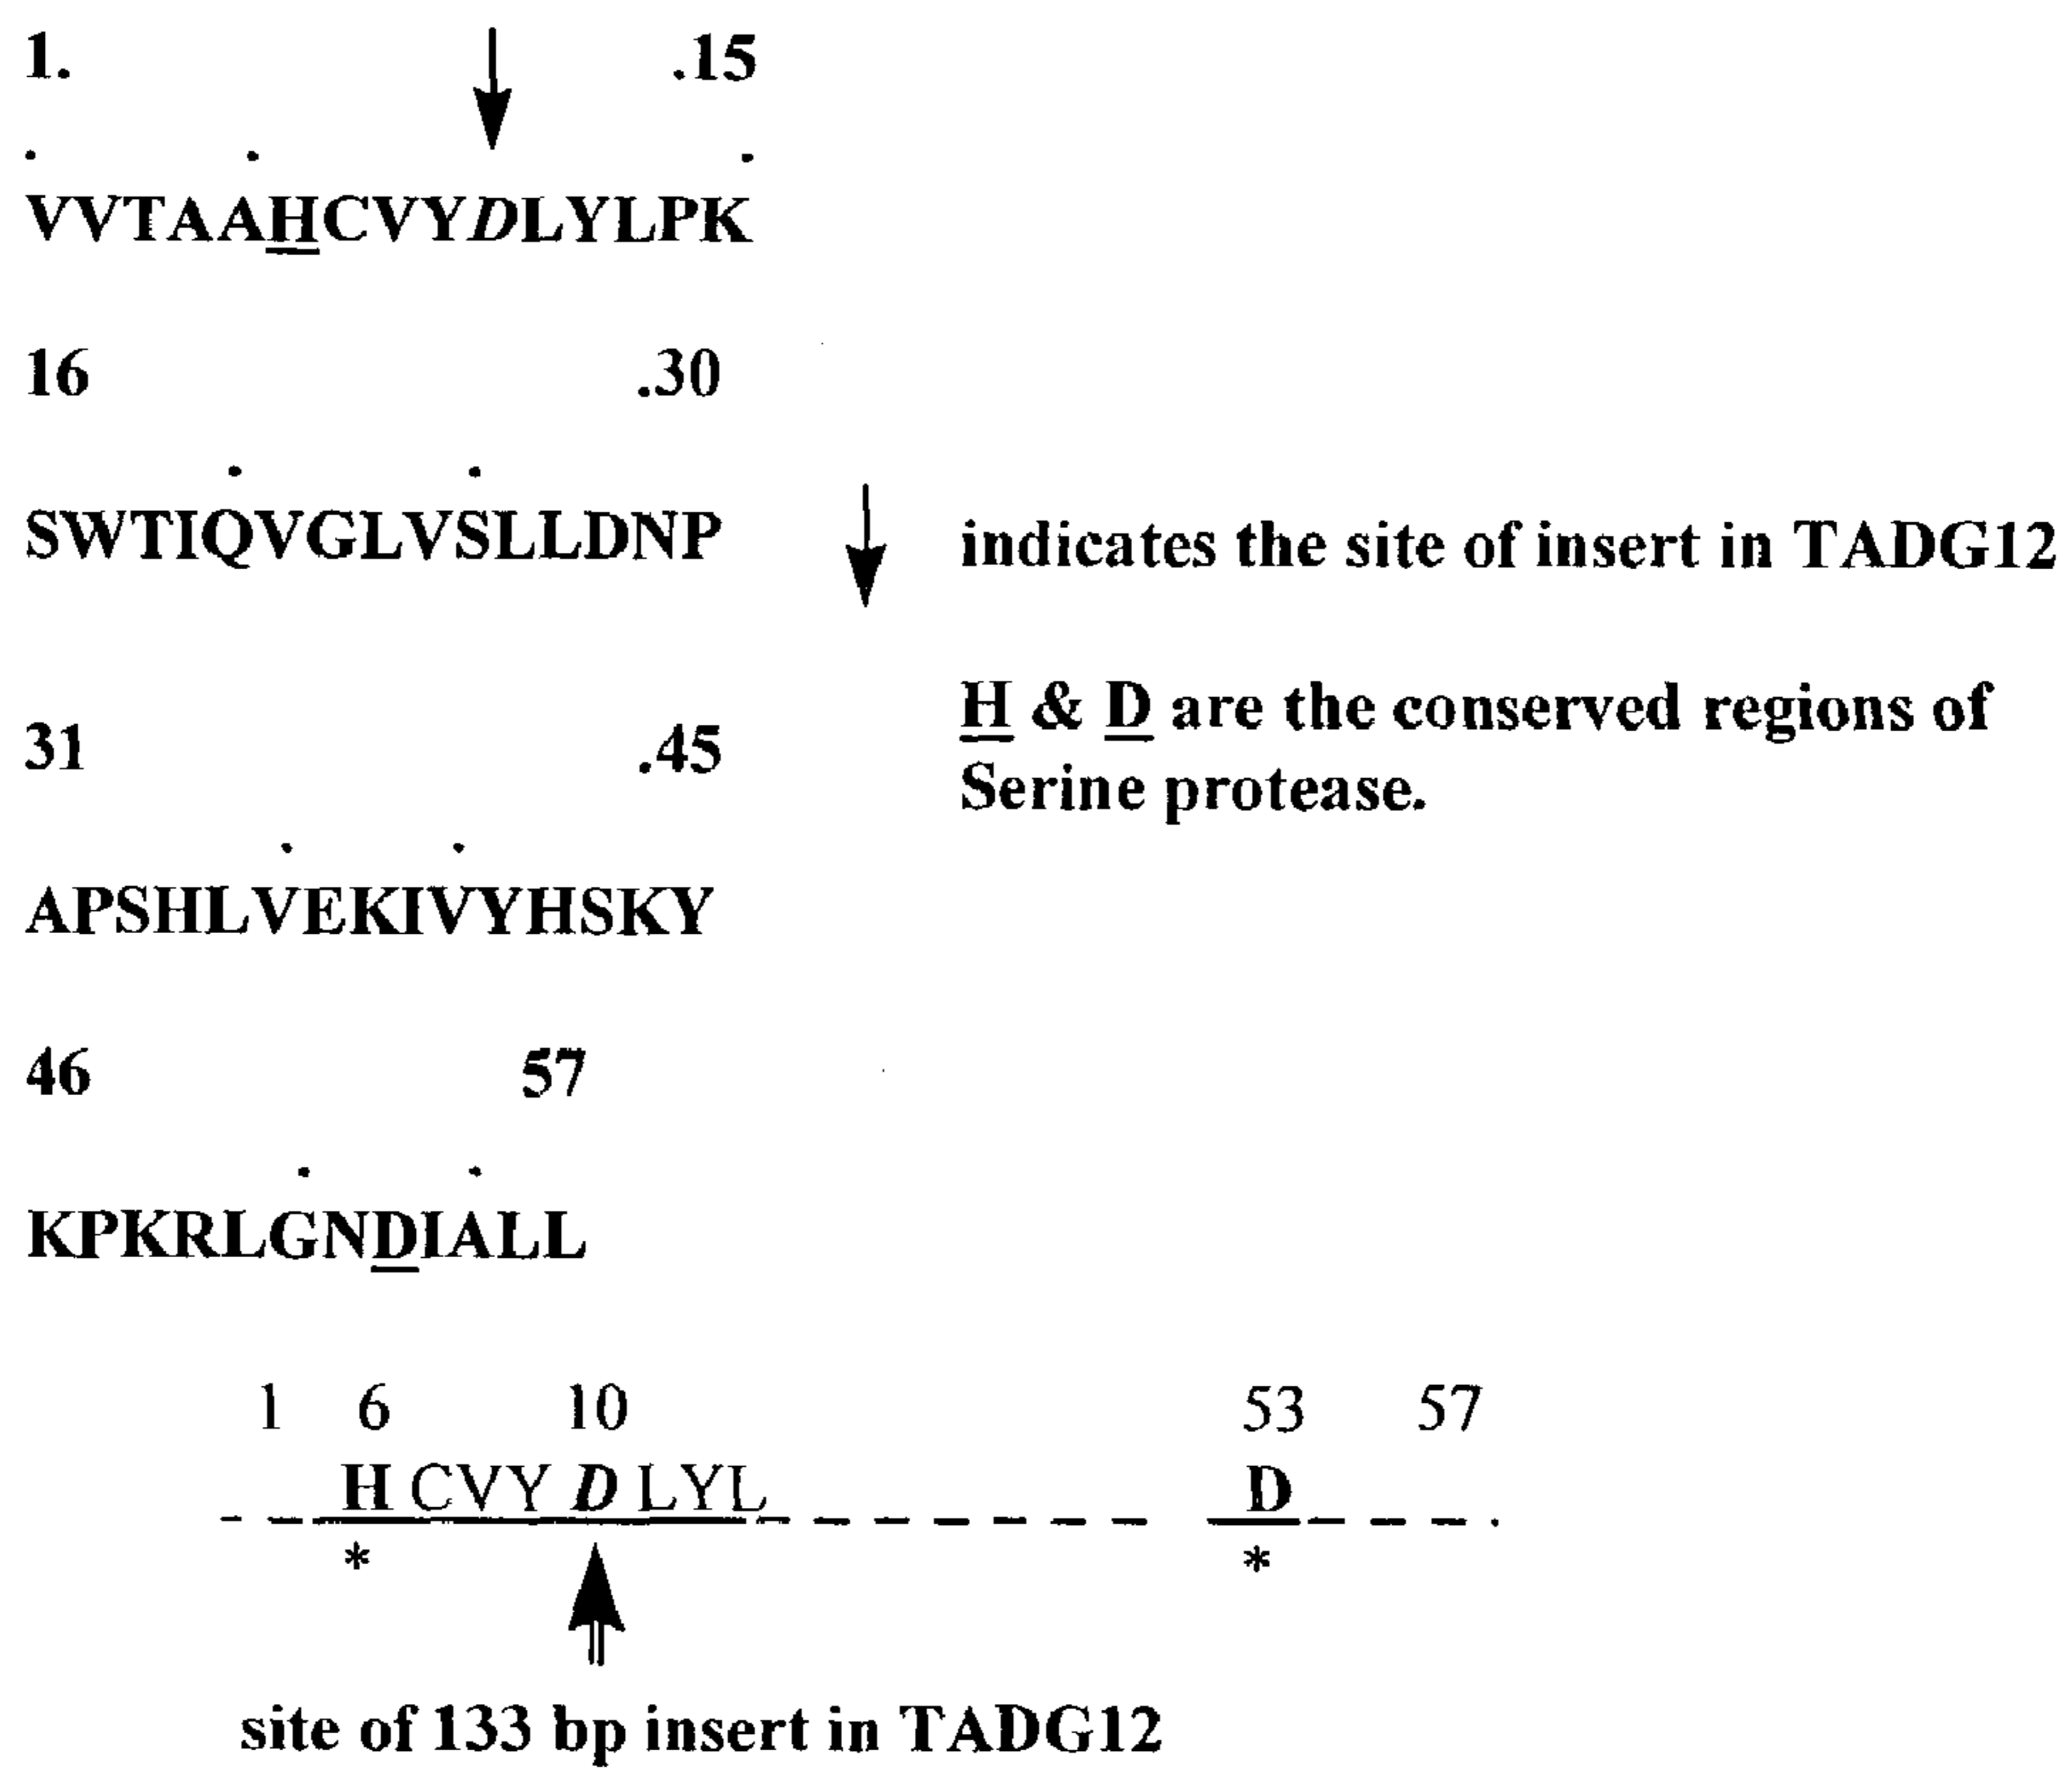 1. .15
VVTAAHCVYDLYLPK
16 .30
SWTIQVGLVSLLDNP
indicates the site of insert in TADG12
H & D are the conserved regions of
Serine protease.
31 .45
APSHLVEKIVYHSKY
46 57
KPKRLGNDIALL
1 6 10 53 57
H CVY D LYL D
* *
site of 133 bp insert in TADG12